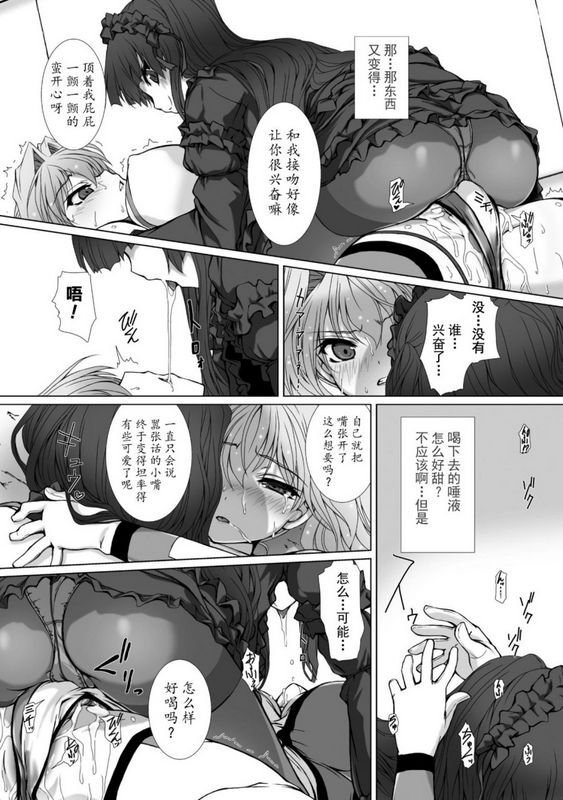 那…那东西
又变得…
和我接吻好像
让你很兴奋嘛
顶着我屁屁
一颤一颤的
蛮开心呀
没…没有
谁…
兴奋了…
唔！
喝下去的唾液
怎么好甜？
不应该啊…但是
自己就把
嘴张开了
这么想要吗？
一直只会说
嚣张话的小嘴
终于变得坦率得
有些可爱了呢
怎么…可能…
怎么样
好喝吗？